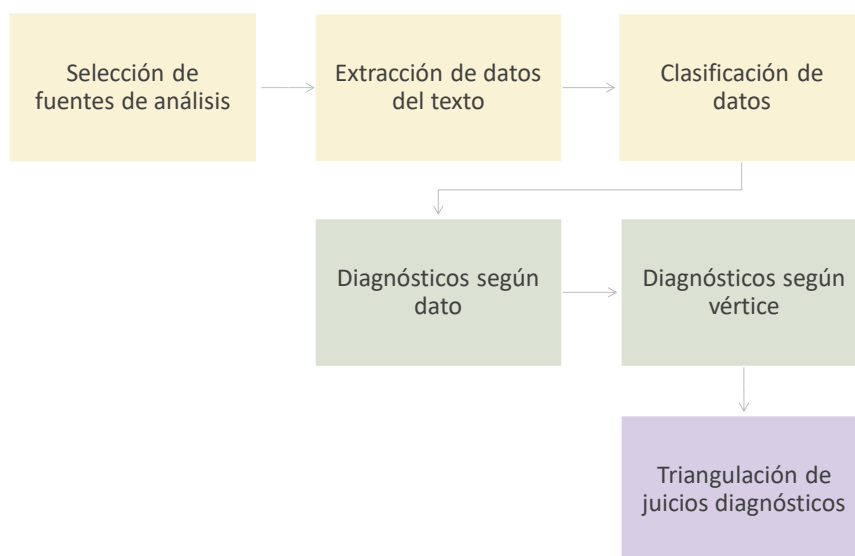 Selección de
fuentes de análisis
Extracción de datos
del texto
Clasificación de
datos
Diagnósticos según
dato
Diagnósticos según
vértice
Triangulación de
juicios diagnósticos